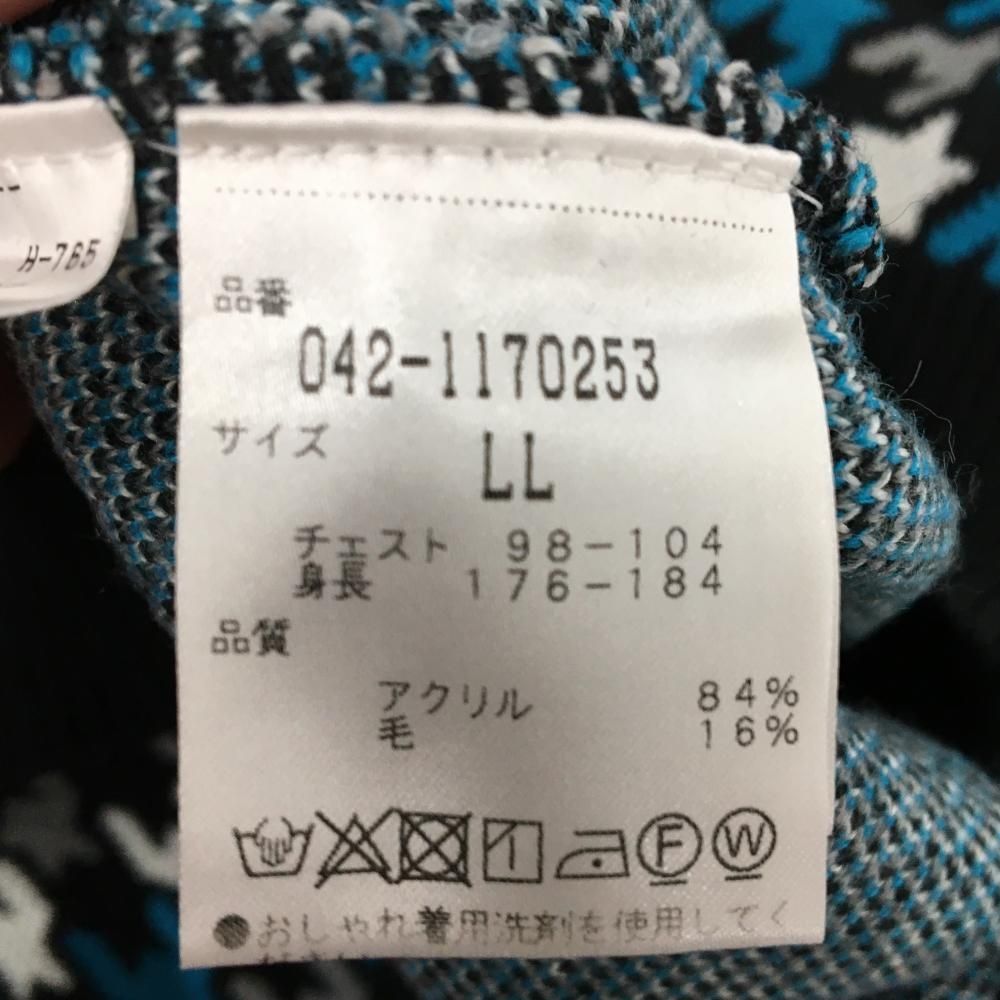 H-765
品番
042-1170253
サイズ
LL
チェスト 98-104
身長 176-184
品質
アクリル 84%
毛 16%
F W
●おしゃれ着用洗剤を使用してく